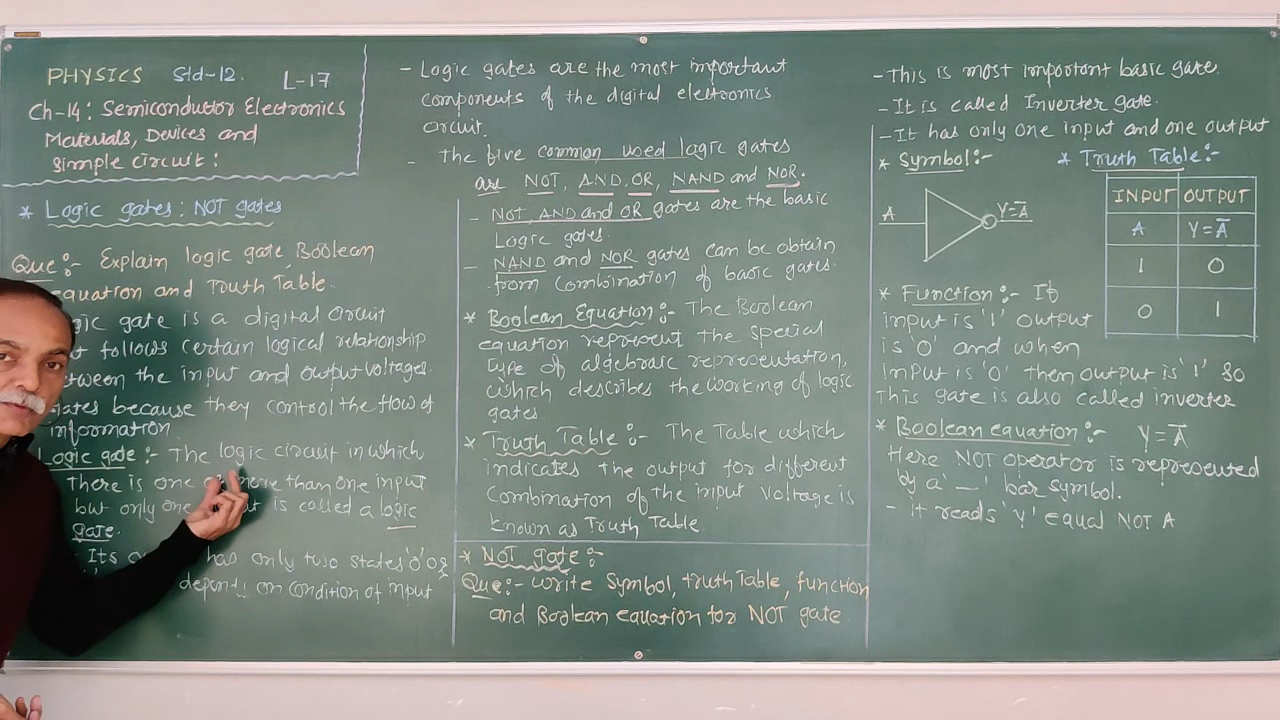 PHYSICS Std-12. L-17
Ch-14: Semiconductor Electronics
Materials, Devices and
Simple circuit:
* Logic gates: NOT gates
Que:- Explain logic gate, Boolean
equation and Truth Table.
gic gate is a digital circuit
t follows certain logical relationship
tween the input and output voltages.
ates because they control the flow of
information.
Logic gate:- The logic circuit in which
There is one or more than one input
but only one is called a logic
gate.
Its has only two states '0' or
depends on condition of input
- Logic gates are the most important
components of the digital electronics
circuit.
- The five common used logic gates
are NOT, AND, OR, NAND and NOR.
- Not, AND and OR gates are the basic
Logic gates.
- NAND and NOR gates can be obtain
from combination of basic gates.
* Boolean Equation:- The Boolean
equation represent the special
type of algebraic representation,
which describes the working of logic
gates.
* Truth Table:- The Table which
indicates the output for different
combination of the input voltage is
known as Truth Table.
* NOT gate:-
Que:- Write Symbol, truth Table, function
and Boolean equation for NOT gate.
- This is most important basic gate.
- It is called Inverter gate.
- It has only one input and one output
* Symbol:- * Truth Table:-
A Y=A̅
INPUT OUTPUT
A Y=A̅
1 0
0 1
* Function:- If
input is '1' output
is '0' and when
input is '0' then output is '1' so
This gate is also called inverter
* Boolean equation:- Y=A̅
Here NOT operator is represented
by a '—' bar symbol.
- it reads 'Y' equal NOT A